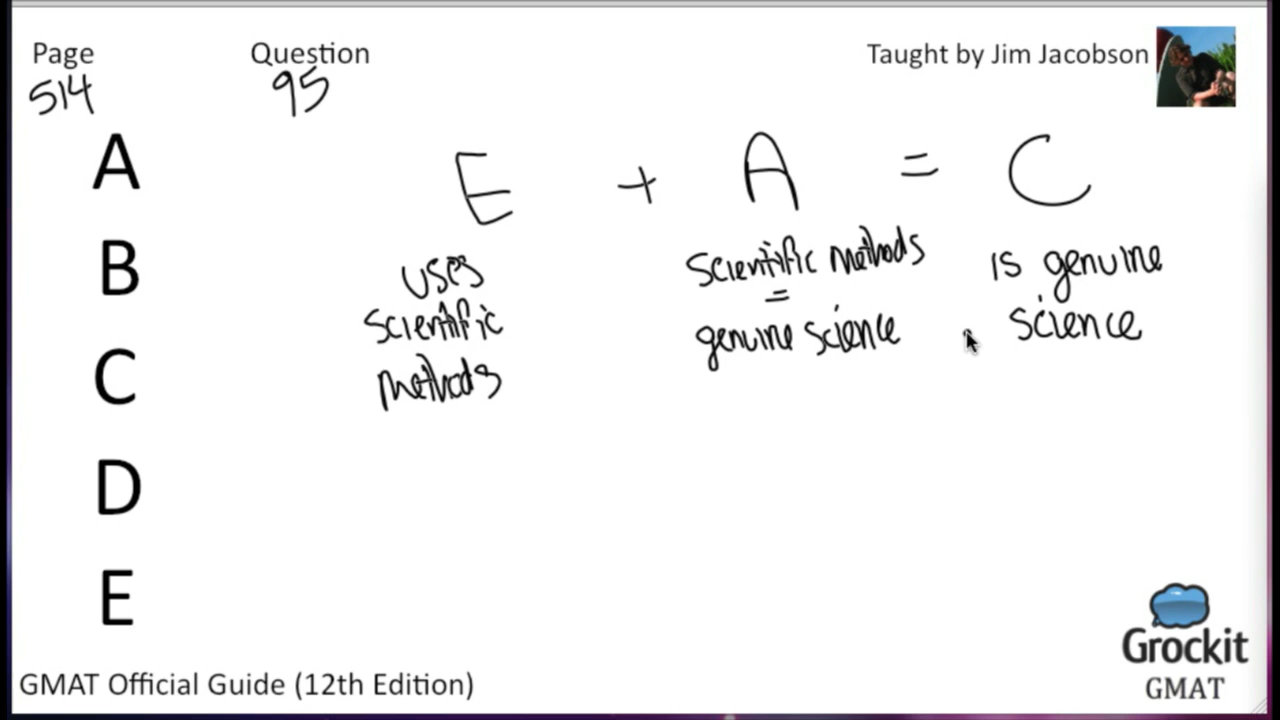 Page Question Taught by Jim Jacobson
514 95
A
B
C
D
E
E + A = C
uses
scientific
methods
scientific methods
=
genuine science
is genuine
science
Grockit
GMAT
GMAT Official Guide (12th Edition)